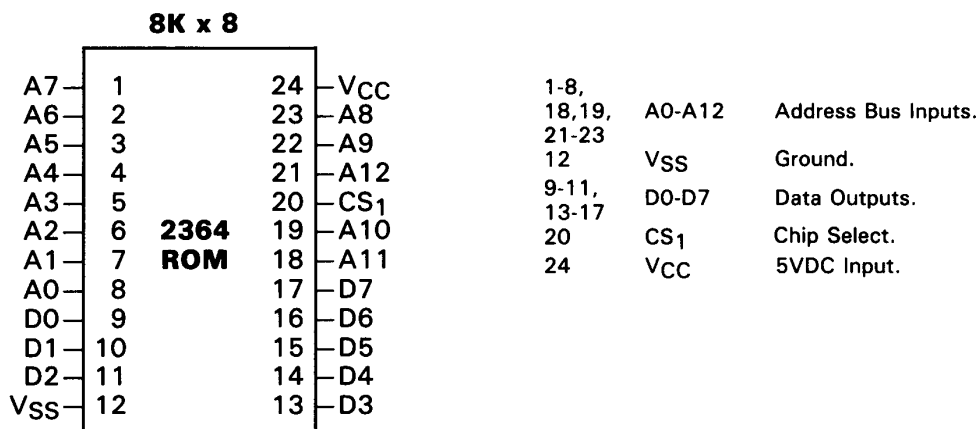 8K x 8
A7 1 24 VCC
A6 2 23 A8
A5 3 22 A9
A4 4 21 A12
A3 5 20 CS1
A2 6 2364 19 A10
A1 7 ROM 18 A11
A0 8 17 D7
D0 9 16 D6
D1 10 15 D5
D2 11 14 D4
VSS 12 13 D3
1-8,
18,19, A0-A12 Address Bus Inputs.
21-23
12 VSS Ground.
9-11,
13-17 D0-D7 Data Outputs.
20 CS1 Chip Select.
24 VCC 5VDC Input.